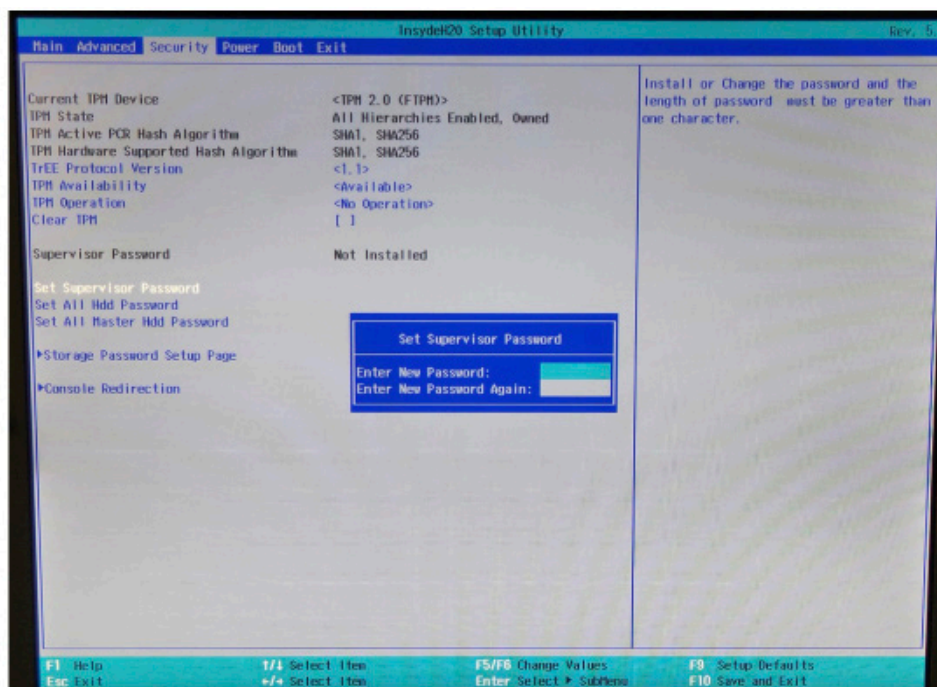 InsydeH20 Setup Utility Rev. 5.
Main Advanced Security Power Boot Exit
Install or Change the password and the
length of password must be greater than
one character.
Current TPM Device <TPM 2.0 (FTPM)>
TPM State All Hierarchies Enabled, Owned
TPM Active PCR Hash Algorithm SHA1, SHA256
TPM Hardware Supported Hash Algorithm SHA1, SHA256
TrEE Protocol Version <1.1>
TPM Availability <Available>
TPM Operation <No Operation>
Clear TPM [ ]
Supervisor Password Not Installed
Set Supervisor Password
Set All Hdd Password
Set All Master Hdd Password
▶Storage Password Setup Page
▶Console Redirection
Set Supervisor Password
Enter New Password:
Enter New Password Again:
F1 Help ↑/↓ Select Item F5/F6 Change Values F9 Setup Defaults
Esc Exit ←/→ Select Item Enter Select ▶ SubMenu F10 Save and Exit